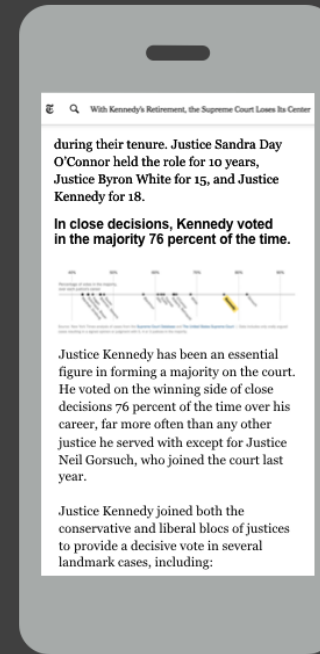 With Kennedy's Retirement, the Supreme Court Loses Its Center
during their tenure. Justice Sandra Day
O'Connor held the role for 10 years,
Justice Byron White for 15, and Justice
Kennedy for 18.
In close decisions, Kennedy voted
in the majority 76 percent of the time.
Justice Kennedy has been an essential
figure in forming a majority on the court.
He voted on the winning side of close
decisions 76 percent of the time over his
career, far more often than any other
justice he served with except for Justice
Neil Gorsuch, who joined the court last
year.
Justice Kennedy joined both the
conservative and liberal blocs of justices
to provide a decisive vote in several
landmark cases, including: